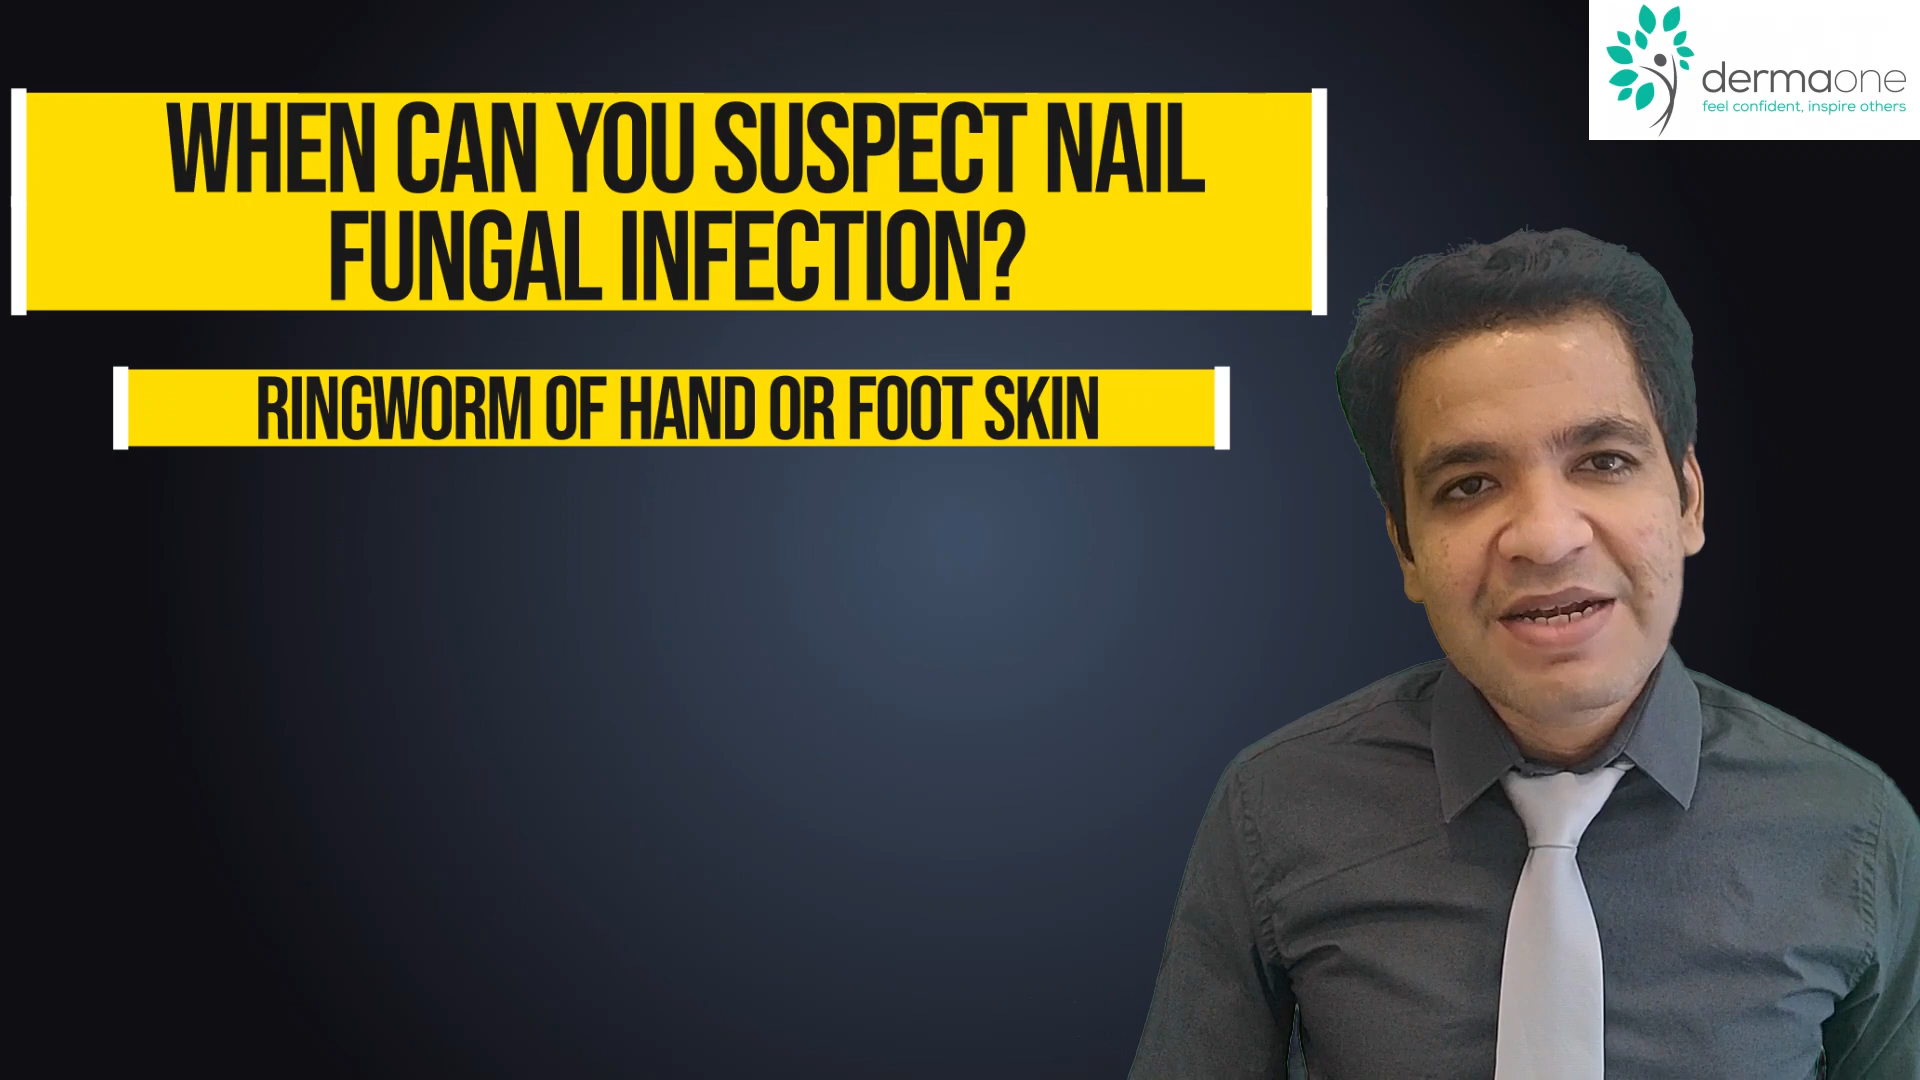 WHEN CAN YOU SUSPECT NAIL
FUNGAL INFECTION?
RINGWORM OF HAND OR FOOT SKIN
dermaone
feel confident, inspire others